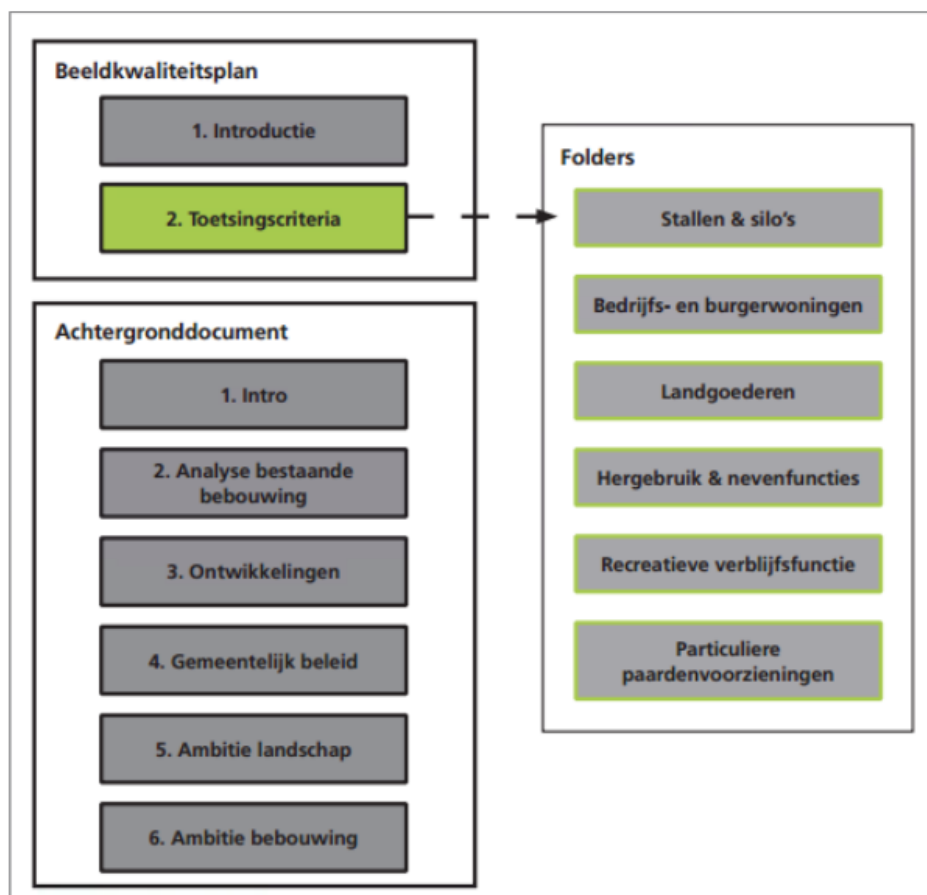 Beeldkwaliteitsplan
1. Introductie
2. Toetsingscriteria
Achtergronddocument
1. Intro
2. Analyse bestaande
bebouwing
3. Ontwikkelingen
4. Gemeentelijk beleid
5. Ambitie landschap
6. Ambitie bebouwing
Folders
Stallen & silo's
Bedrijfs- en burgerwoningen
Landgoederen
Hergebruik & nevenfuncties
Recreatieve verblijfsfunctie
Particuliere
paardenvoorzieningen